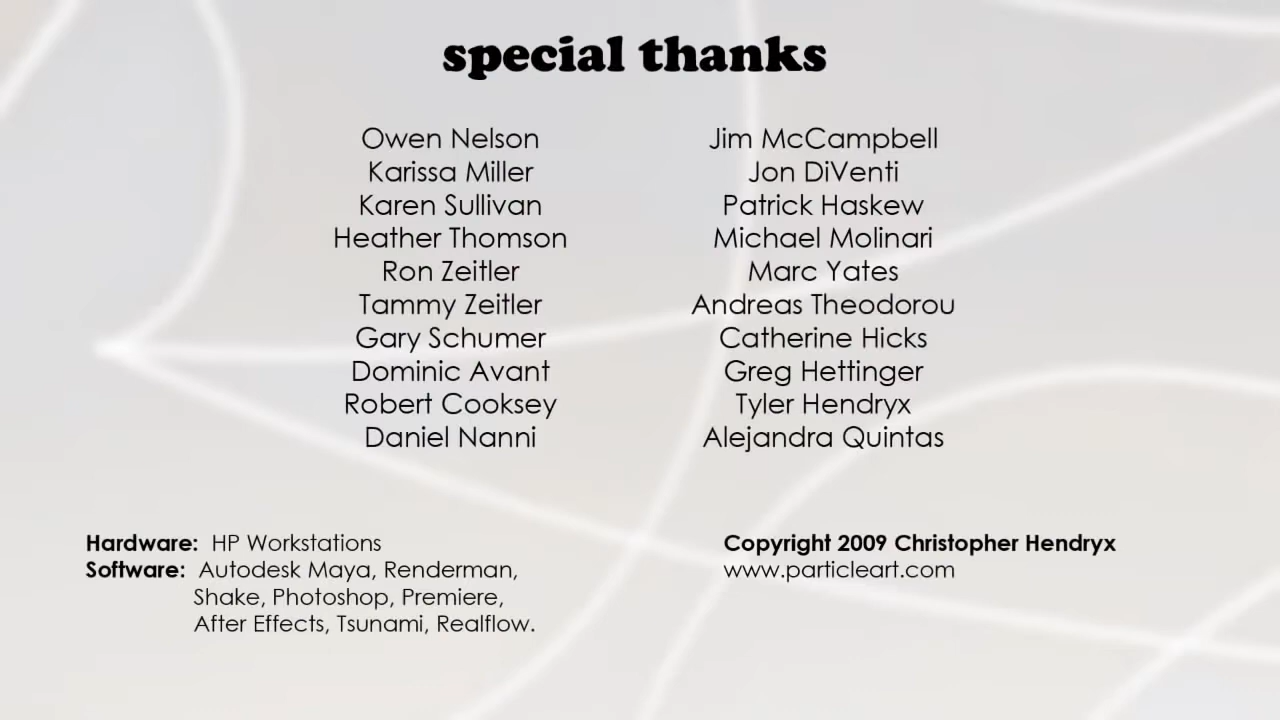 special thanks
Owen Nelson
Karissa Miller
Karen Sullivan
Heather Thomson
Ron Zeitler
Tammy Zeitler
Gary Schumer
Dominic Avant
Robert Cooksey
Daniel Nanni
Jim McCampbell
Jon DiVenti
Patrick Haskew
Michael Molinari
Marc Yates
Andreas Theodorou
Catherine Hicks
Greg Hettinger
Tyler Hendryx
Alejandra Quintas
Hardware: HP Workstations
Software: Autodesk Maya, Renderman,
Shake, Photoshop, Premiere,
After Effects, Tsunami, Realflow.
Copyright 2009 Christopher Hendryx
www.particleart.com